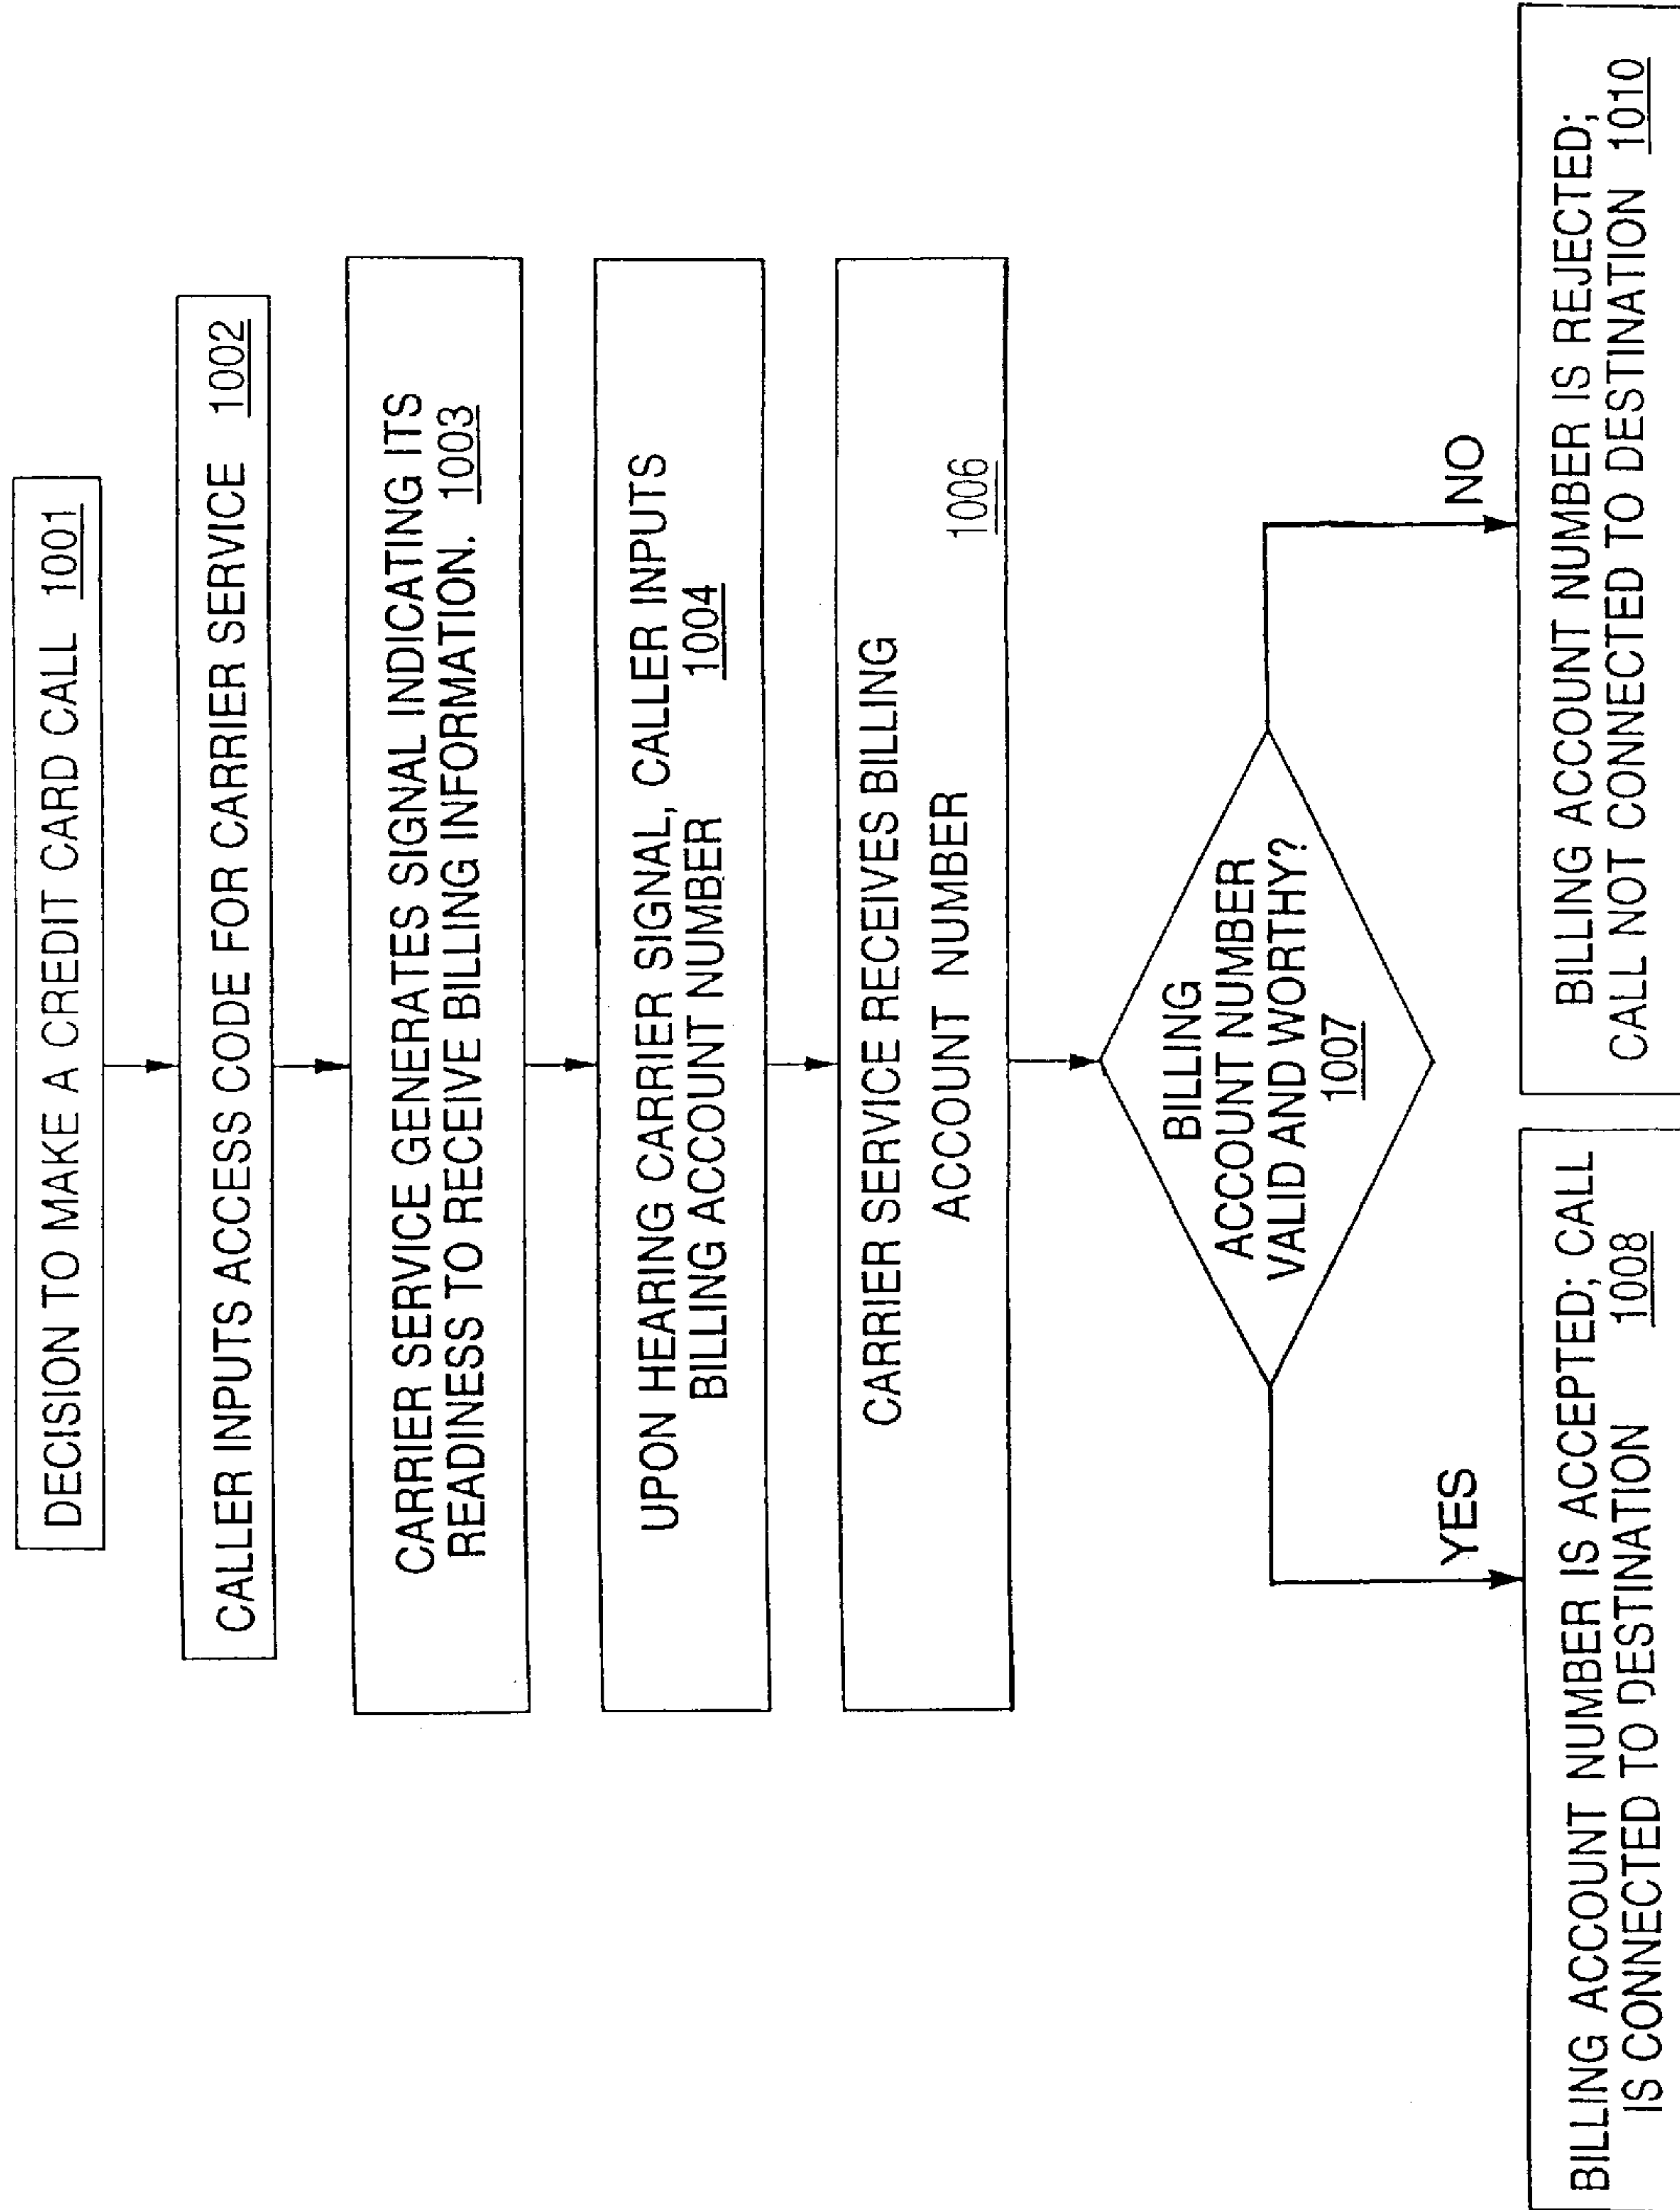 DECISION TO MAKE A CREDIT CARD CALL 1001
CALLER INPUTS ACCESS CODE FOR CARRIER SERVICE 1002
CARRIER SERVICE GENERATES SIGNAL INDICATING ITS
READINESS TO RECEIVE BILLING INFORMATION. 1003
UPON HEARING CARRIER SIGNAL, CALLER INPUTS
BILLING ACCOUNT NUMBER 1004
CARRIER SERVICE RECEIVES BILLING
ACCOUNT NUMBER 1006
BILLING
ACCOUNT NUMBER
VALID AND WORTHY?
1007
YES
NO
BILLING ACCOUNT NUMBER IS ACCEPTED; CALL
IS CONNECTED TO DESTINATION 1008
BILLING ACCOUNT NUMBER IS REJECTED;
CALL NOT CONNECTED TO DESTINATION 1010